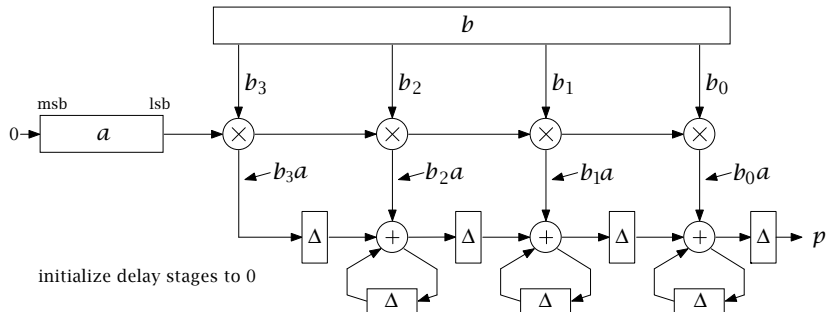 b
b₃ b₂ b₁ b₀
msb lsb
0 a × × × ×
b₃a b₂a b₁a b₀a
Δ + Δ + Δ + Δ p
initialize delay stages to 0
Δ Δ Δ